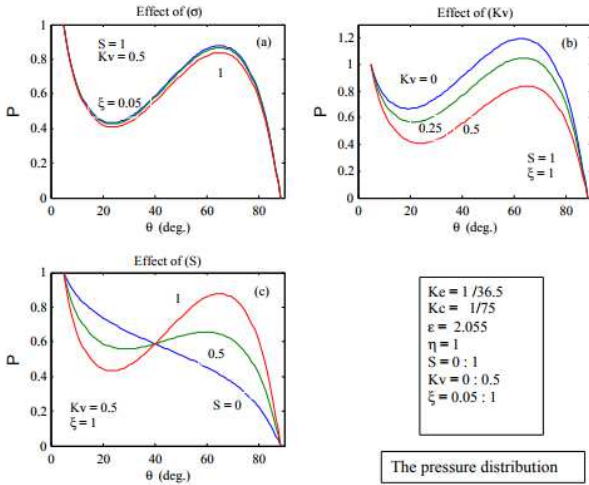 Effect of (σ)
1
0.8
0.6
0.4
0.2
0
P
S = 1
Kv = 0.5
(a)
1
ξ = 0.05
0 20 40 60 80
θ (deg.)
Effect of (Kv)
1.2
1
0.8
0.6
0.4
0.2
0
P
(b)
Kv = 0
0.25
0.5
S = 1
ξ = 1
0 20 40 60 80
θ (deg.)
Effect of (S)
1
0.8
0.6
0.4
0.2
0
P
(c)
1
0.5
S = 0
Kv = 0.5
ξ = 1
0 20 40 60 80
θ (deg.)
Ke = 1 /36.5
Kc = 1/75
ε = 2.055
η = 1
S = 0 : 1
Kv = 0 : 0.5
ξ = 0.05 : 1
The pressure distribution